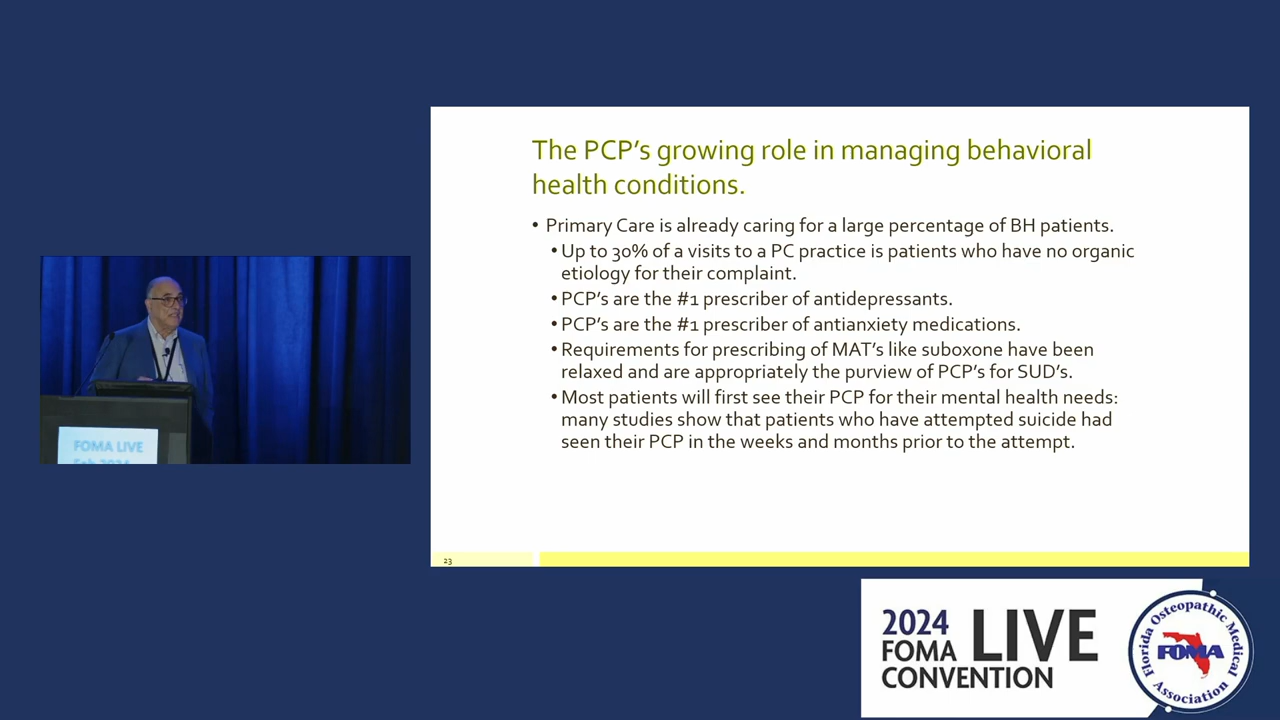 The PCP's growing role in managing behavioral
health conditions.
• Primary Care is already caring for a large percentage of BH patients.
• Up to 30% of a visits to a PC practice is patients who have no organic
etiology for their complaint.
• PCP's are the #1 prescriber of antidepressants.
• PCP's are the #1 prescriber of antianxiety medications.
• Requirements for prescribing of MAT's like suboxone have been
relaxed and are appropriately the purview of PCP's for SUD's.
• Most patients will first see their PCP for their mental health needs:
many studies show that patients who have attempted suicide had
seen their PCP in the weeks and months prior to the attempt.
23
FOMA LIVE
Feb 2024
2024
FOMA
LIVE
CONVENTION
Florida Osteopathic Medical
FOMA
Association